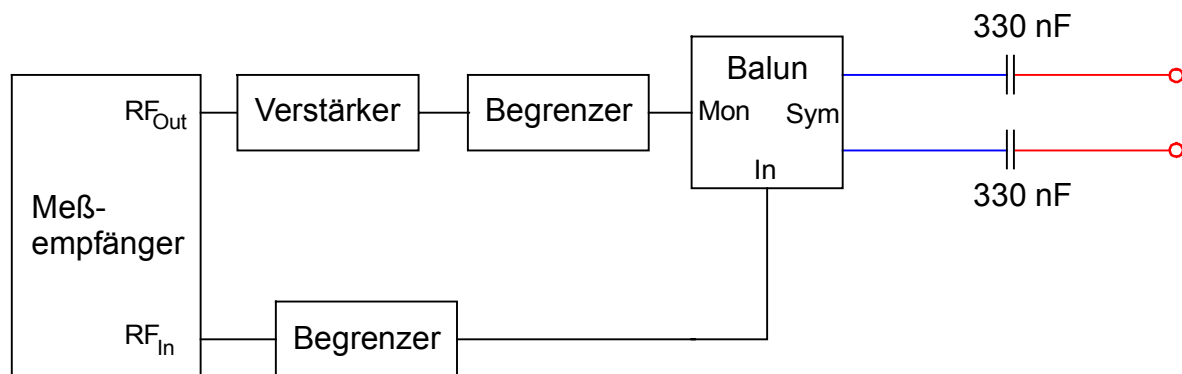 330 nF
Balun
RF_Out
Verstärker
Begrenzer
Mon
Sym
In
330 nF
Meß-
empfänger
RF_In
Begrenzer